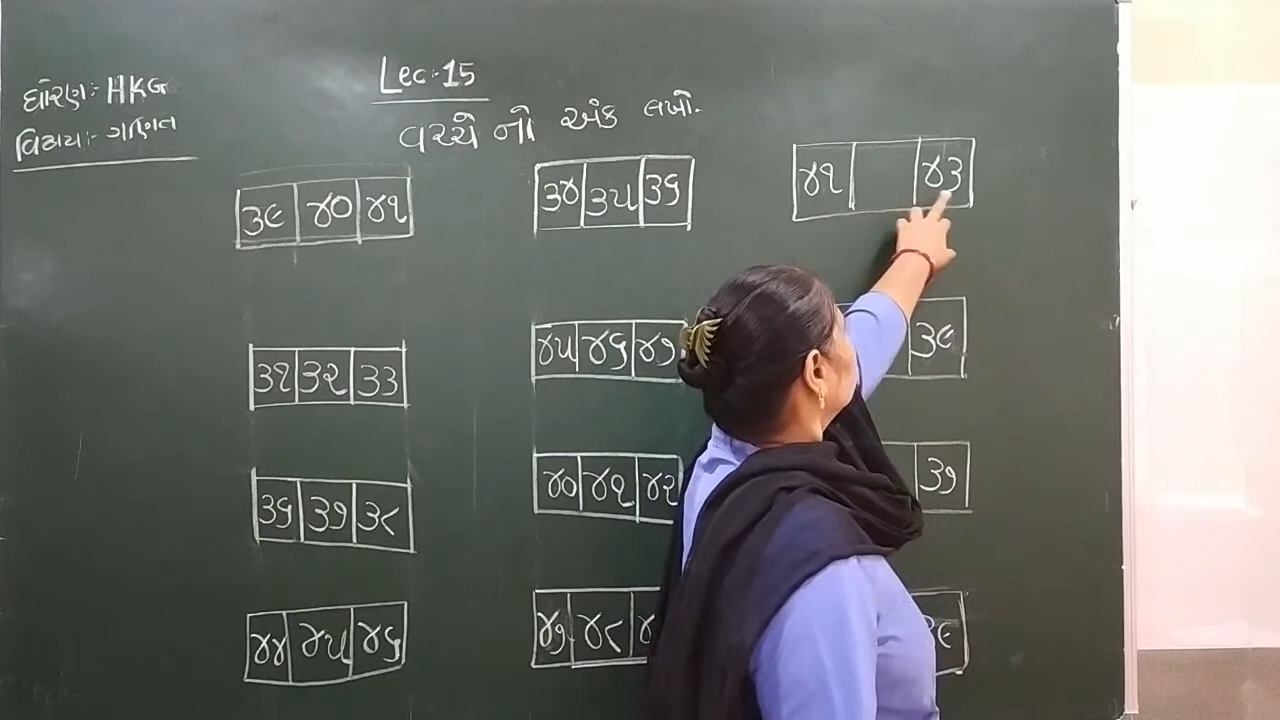 Lec:-15
ધોરણઃ- HKG
વિષયઃ- ગણિત
વચ્ચે નો અંક લખો.
૩૯ ૪૦ ૪૧
૩૪ ૩૫ ૩૬
૪૧ ૪૩
૩૧ ૩૨ ૩૩
૪૫ ૪૬ ૪૭
૩૯
૩૬ ૩૭ ૩૮
૪૦ ૪૧ ૪૨
૩૭
૪૪ ૪૫ ૪૬
૪૭ ૪૮